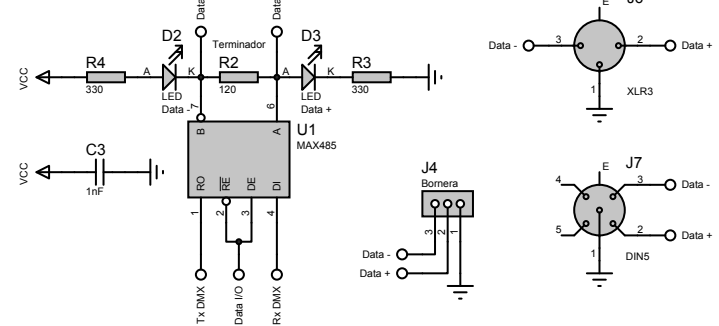 Data
Data
E
D2
Terminador
D3
Data -
3
2
Data +
R4
A
K
R2
A
K
R3
VCC
330
LED
120
LED
330
1
XLR3
Data -
Data +
7
6
B
A
U1
MAX485
C3
VCC
1nF
RO
RE
DE
DI
J4
Bornera
E
J7
4
3
Data -
1
2
3
4
3
2
1
5
2
Data +
Data -
1
DIN5
Data +
Tx DMX
Data I/O
Rx DMX